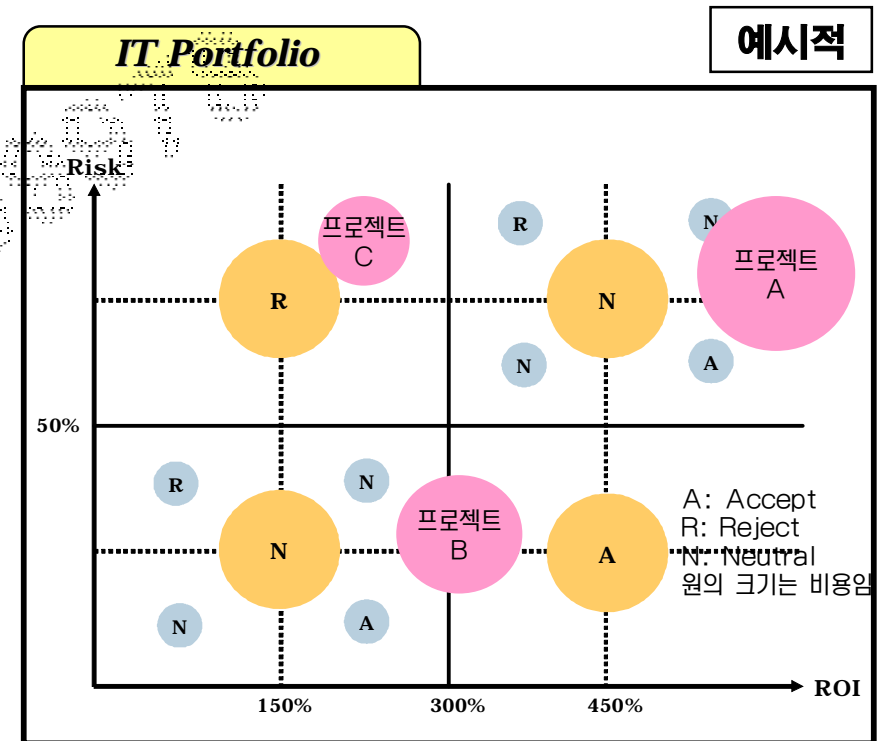 IT Portfolio
예시적
Risk
R
프로젝트
C
R
N
프로젝트
A
N
N
A
50%
R
N
N
프로젝트
B
A
N
A
A: Accept
R: Reject
N: Neutral
원의 크기는 비용임
150%
300%
450%
ROI